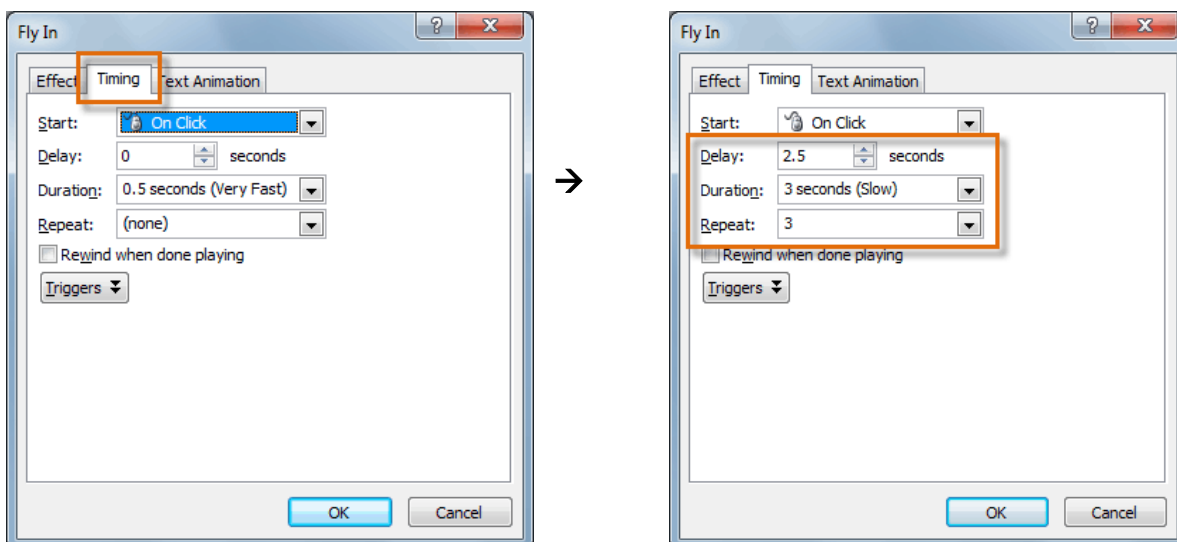 Fly In
Effect Timing Text Animation
Start: On Click
Delay: 0 seconds
Duration: 0.5 seconds (Very Fast)
Repeat: (none)
Rewind when done playing
Triggers
OK Cancel
→
Fly In
Effect Timing Text Animation
Start: On Click
Delay: 2.5 seconds
Duration: 3 seconds (Slow)
Repeat: 3
Rewind when done playing
Triggers
OK Cancel